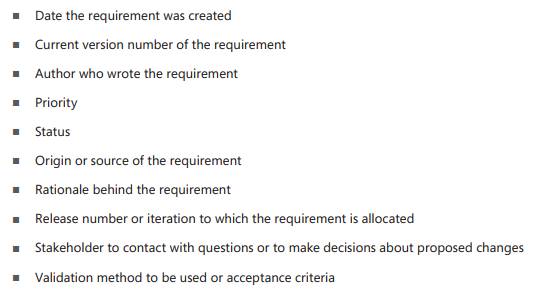 ▪ Date the requirement was created
▪ Current version number of the requirement
▪ Author who wrote the requirement
▪ Priority
▪ Status
▪ Origin or source of the requirement
▪ Rationale behind the requirement
▪ Release number or iteration to which the requirement is allocated
▪ Stakeholder to contact with questions or to make decisions about proposed changes
▪ Validation method to be used or acceptance criteria